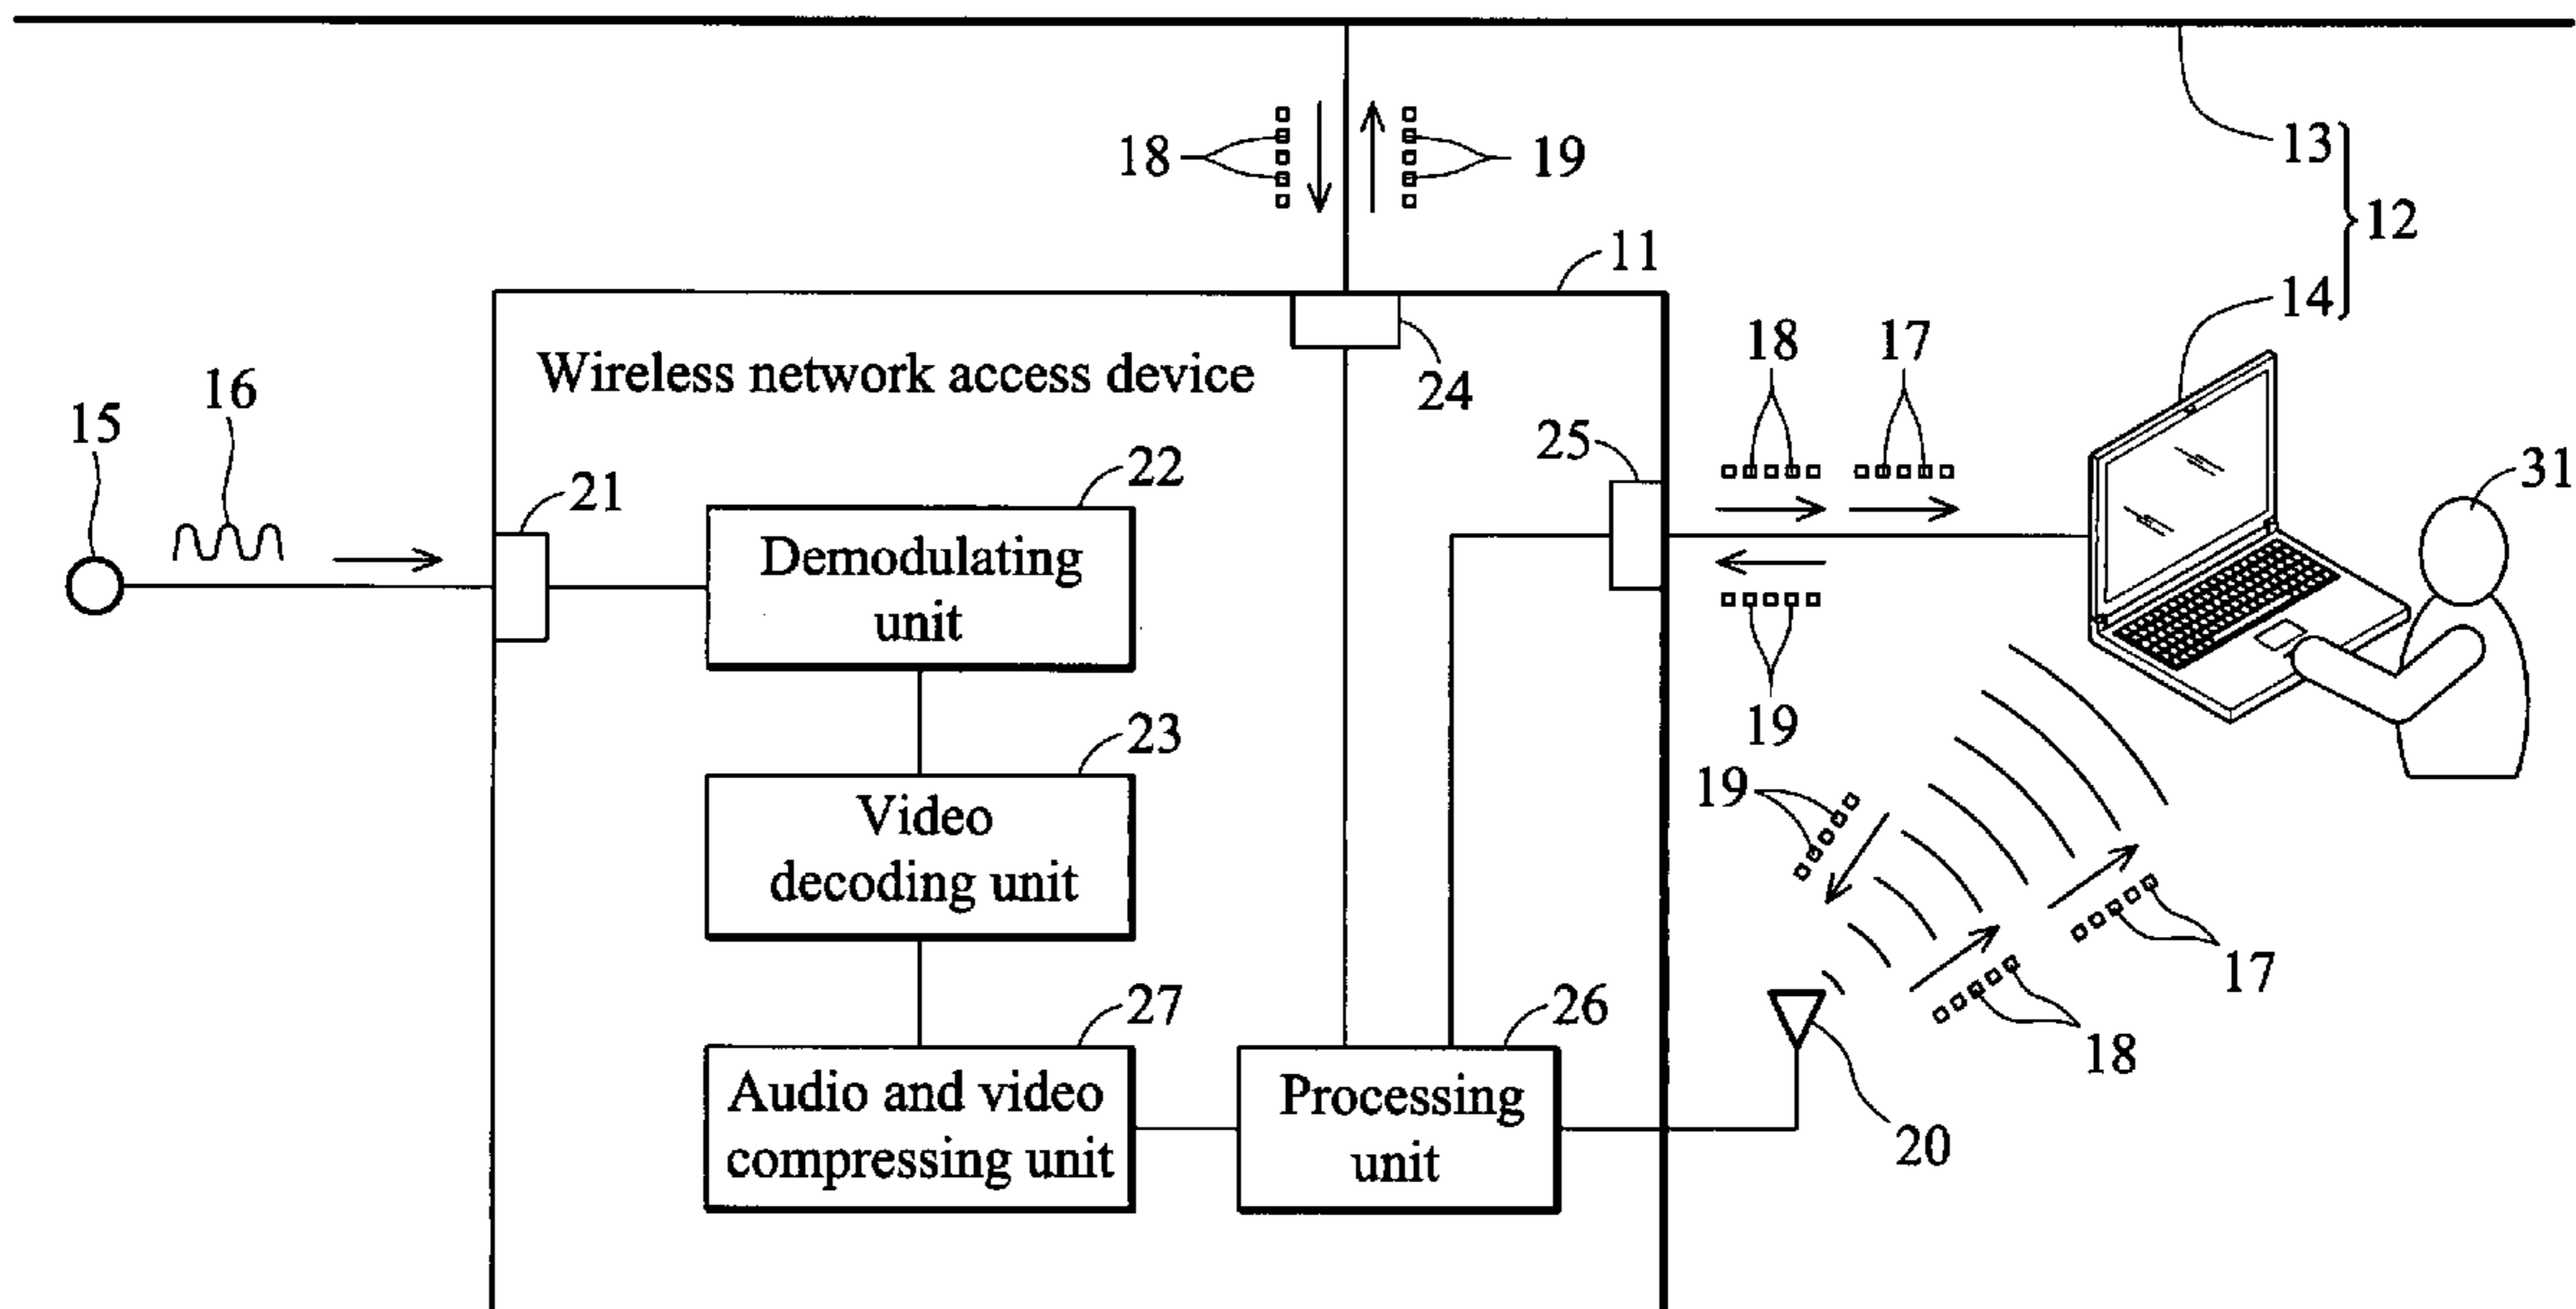 18
19
13
12
11
14
Wireless network access device
24
18
17
16
15
25
21
22
31
Demodulating
unit
19
23
Video
decoding unit
19
17
27
26
18
Audio and video
compressing unit
Processing
unit
20